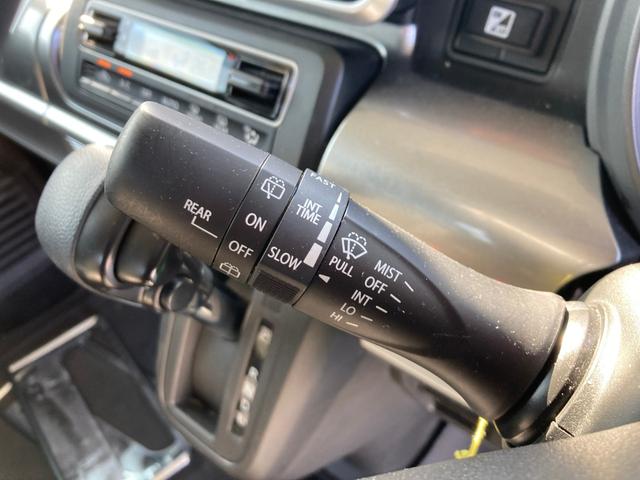 REAR
ON
OFF
FAST
INT
TIME
SLOW
PULL
MIST
OFF
INT
LO
HI